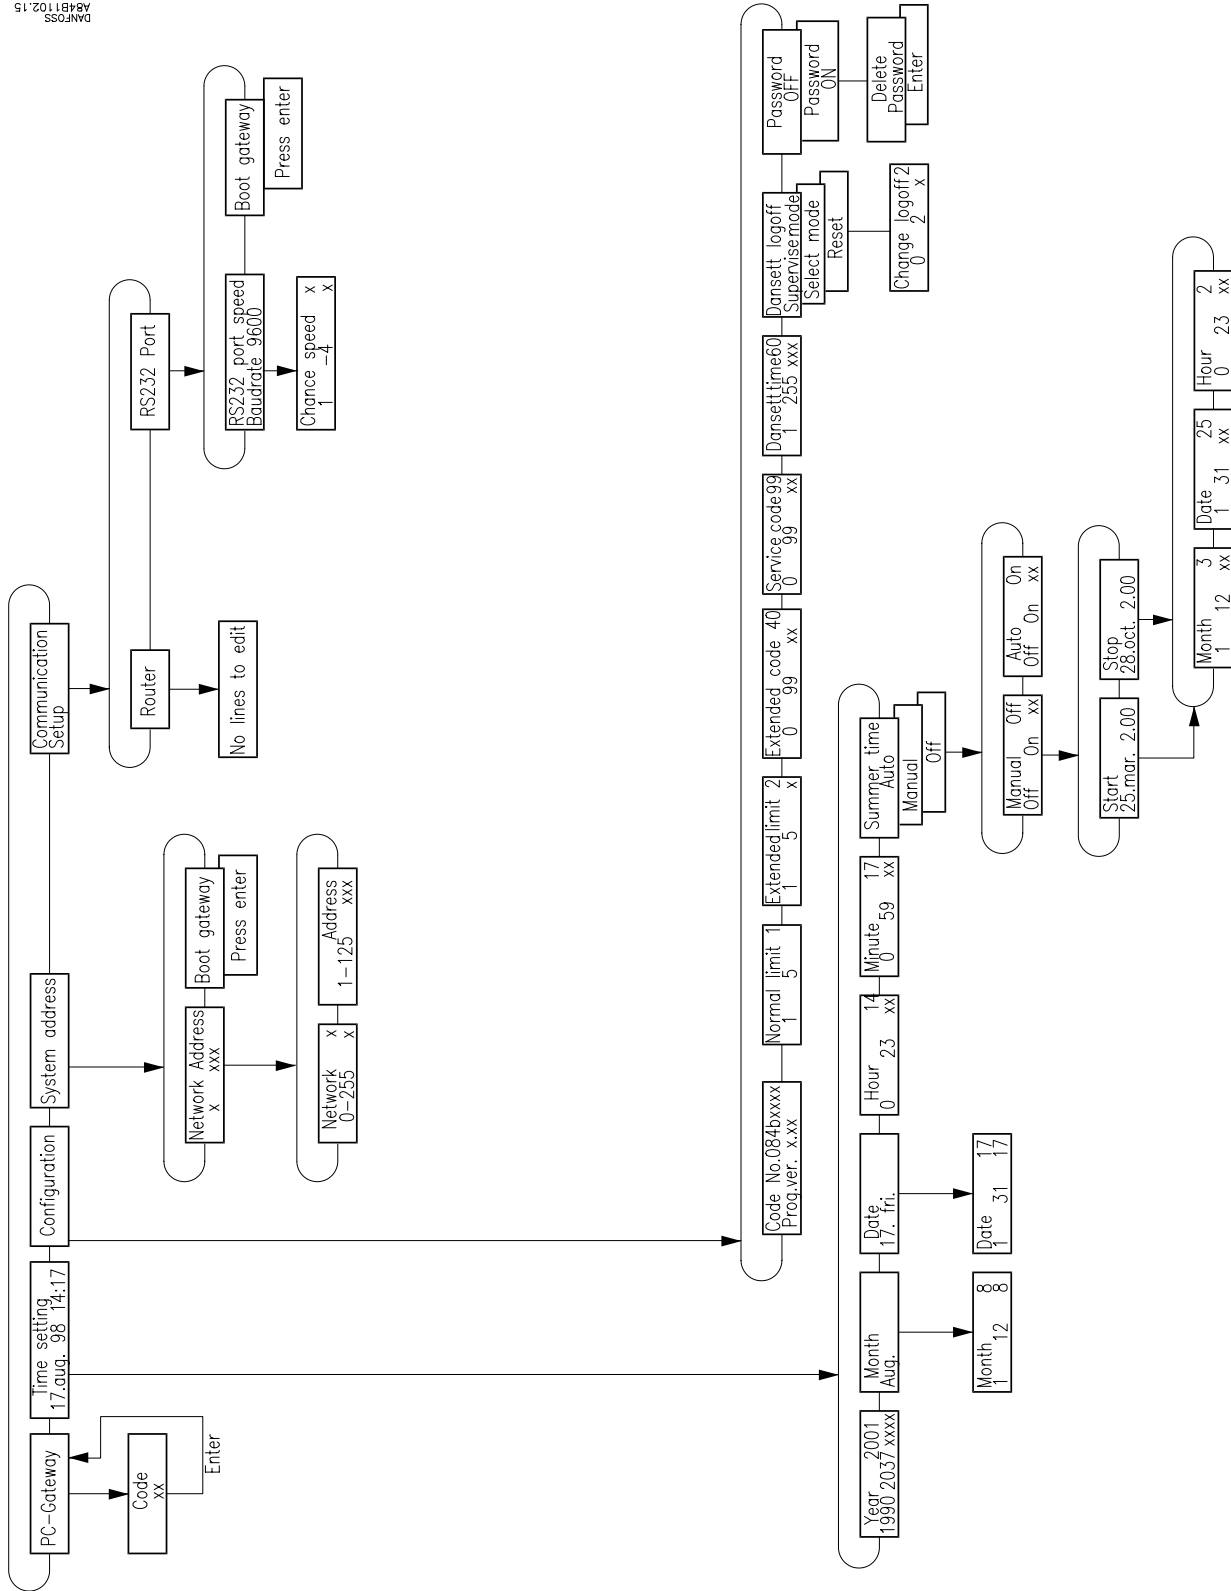 DANFOSS
A84B1102.15
PC-Gateway
Code
xx
Enter
Time setting
17.aug. 98 14:17
Configuration
System address
Communication
Setup
Network Address
x xxx
Boot gateway
Press enter
Network x
0-255 x
Address
1-125 xxx
Router
No lines to edit
RS232 Port
RS232 port speed
Baudrate 9600
Chance speed x
1 -4 x
Boot gateway
Press enter
Code No.084bxxxx
Prog.ver. x.xx
Normal limit 1
1 5
Extended limit 2
1 5 x
Extended code 40
0 99 xx
Service code 99
0 99 xx
Dansett time 60
1 255 xxx
Dansett logoff
Supervisemode
Select mode
Reset
Change logoff 2
0 2 x
Password
OFF
Password
ON
Delete
Password
Enter
Year 2001
1990 2037 xxxx
Month
Aug.
Month 8
1 12 8
Date
17. fri.
Date 17
1 31 17
Hour 14
0 23 xx
Minute 17
0 59 xx
Summer time
Auto
Manual
Off
Manual Off
Off On xx
Auto On
Off On xx
Start
25.mar. 2.00
Stop
28.oct. 2.00
Month 3
1 12 xx
Date 25
1 31 xx
Hour 2
0 23 xx